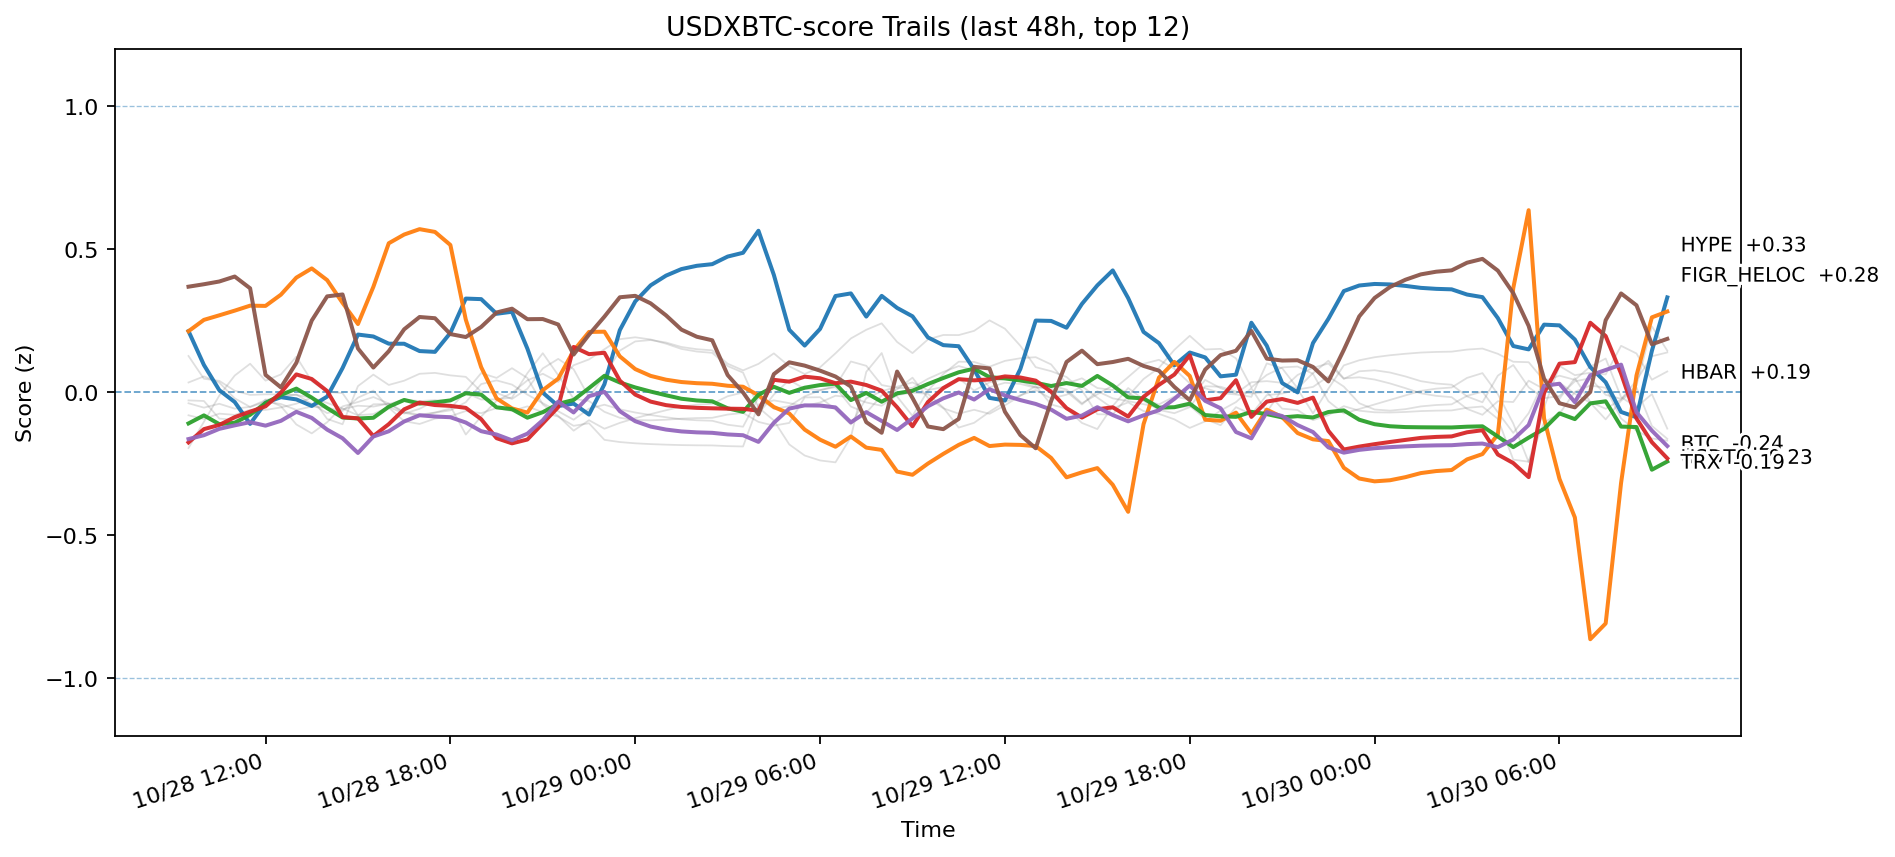 USDXBTC-score Trails (last 48h, top 12)
Score (z)
1.0
0.5
0.0
−0.5
−1.0
HYPE +0.33
FIGR_HELOC +0.28
HBAR +0.19
BTC -0.24
TRX -0.19
10/28 12:00
10/28 18:00
10/29 00:00
10/29 06:00
10/29 12:00
10/29 18:00
10/30 00:00
10/30 06:00
Time